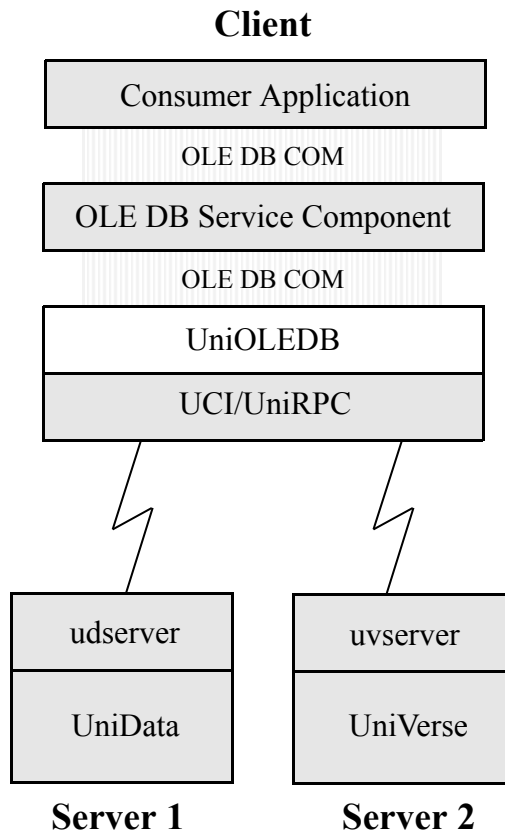 Client
Consumer Application
OLE DB COM
OLE DB Service Component
OLE DB COM
UniOLEDB
UCI/UniRPC
udserver
uvserver
UniData
UniVerse
Server 1
Server 2